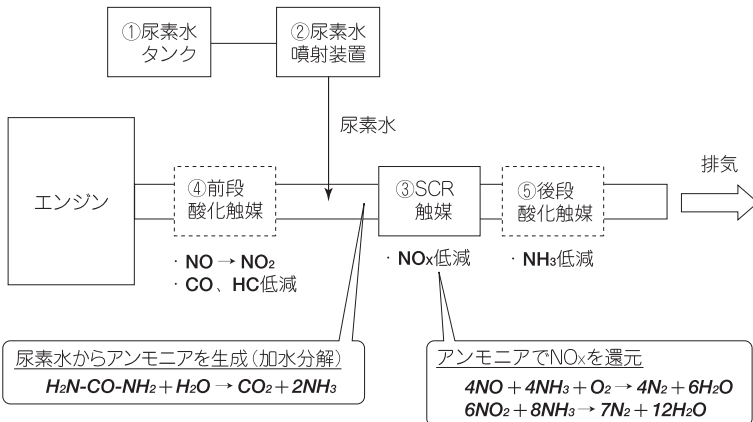 ①尿素水
タンク
②尿素水
噴射装置
尿素水
エンジン
④前段
酸化触媒
③SCR
触媒
⑤後段
酸化触媒
排気
・NO → NO₂
・CO 、HC低減
・NOx低減
・NH₃低減
尿素水からアンモニアを生成(加水分解)
H₂N-CO-NH₂+H₂O → CO₂+2NH₃
アンモニアでNOxを還元
4NO+4NH₃+O₂→4N₂+6H₂O
6NO₂+8NH₃→7N₂+12H₂O